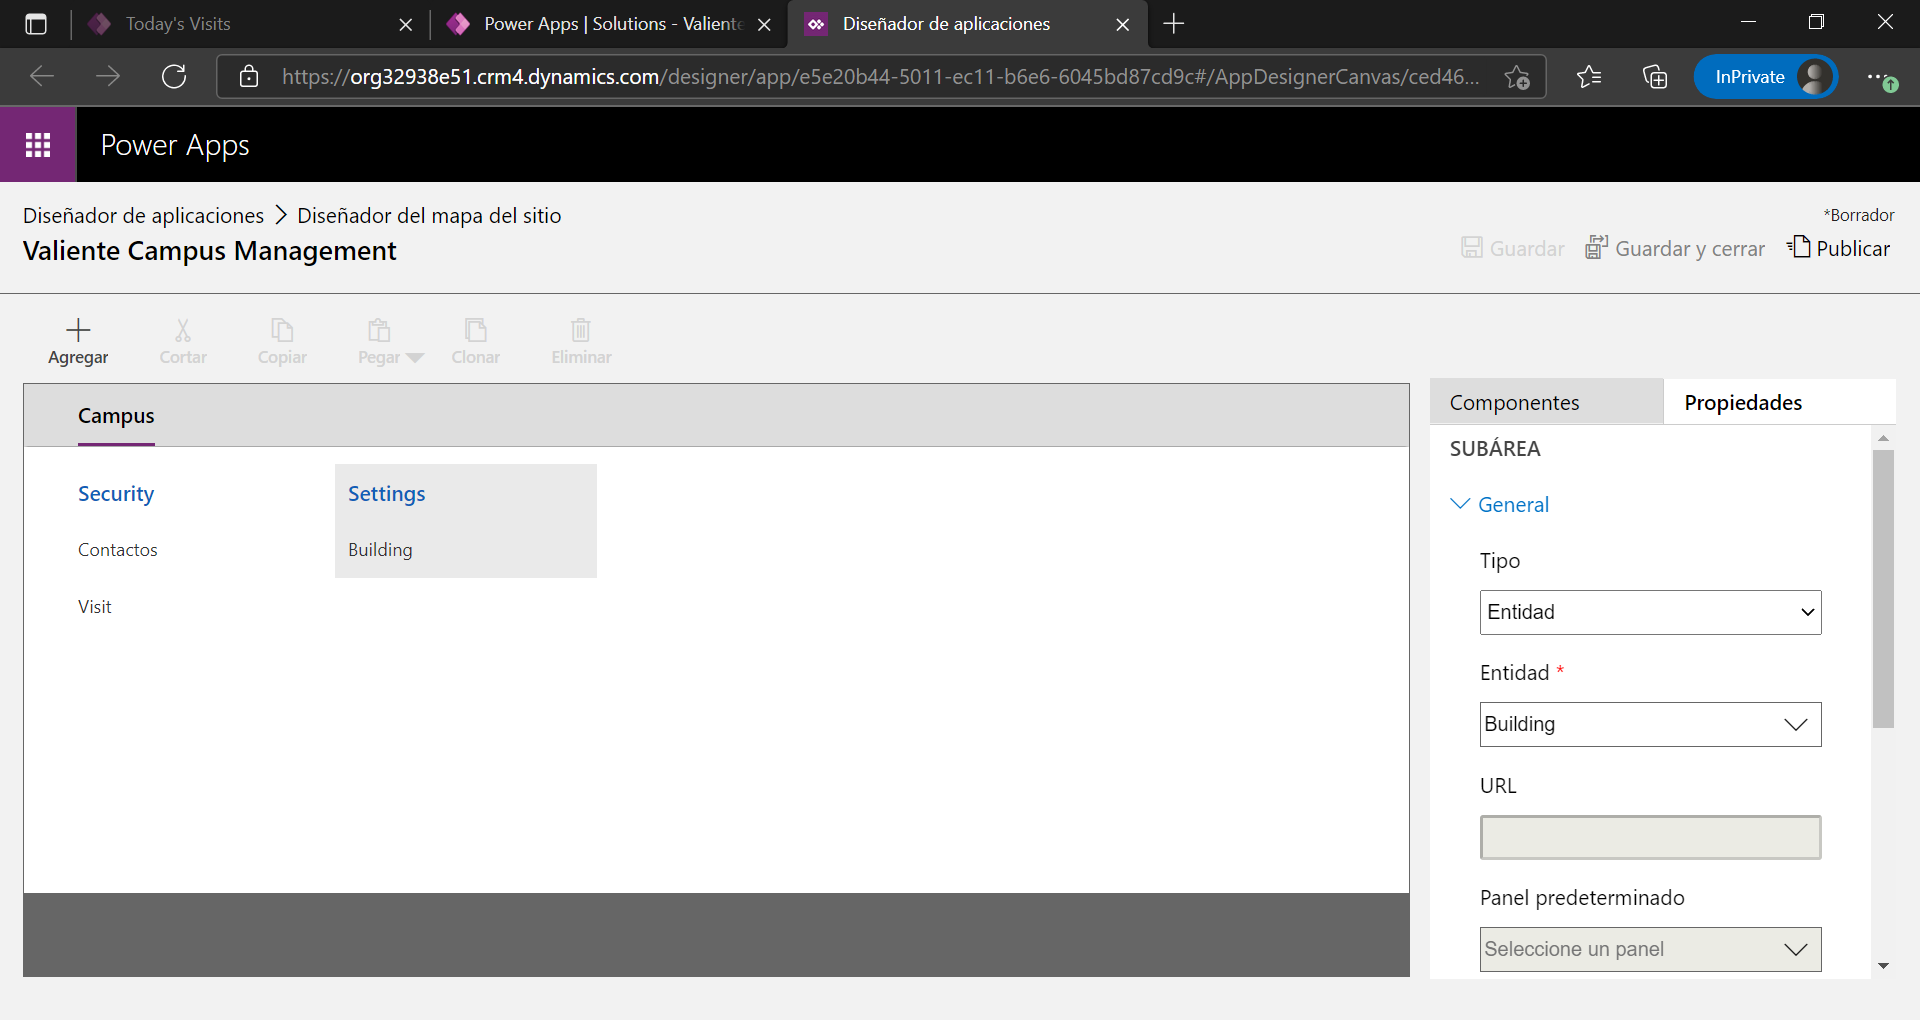 Today's Visits
Power Apps | Solutions - Valiente
Diseñador de aplicaciones
https://org32938e51.crm4.dynamics.com/designer/app/e5e20b44-5011-ec11-b6e6-6045bd87cd9c#/AppDesignerCanvas/ced46...
InPrivate
Power Apps
Diseñador de aplicaciones > Diseñador del mapa del sitio
*Borrador
Valiente Campus Management
Guardar
Guardar y cerrar
Publicar
Agregar
Cortar
Copiar
Pegar
Clonar
Eliminar
Campus
Security
Contactos
Visit
Settings
Building
Componentes
Propiedades
SUBÁREA
General
Tipo
Entidad
Entidad *
Building
URL
Panel predeterminado
Seleccione un panel